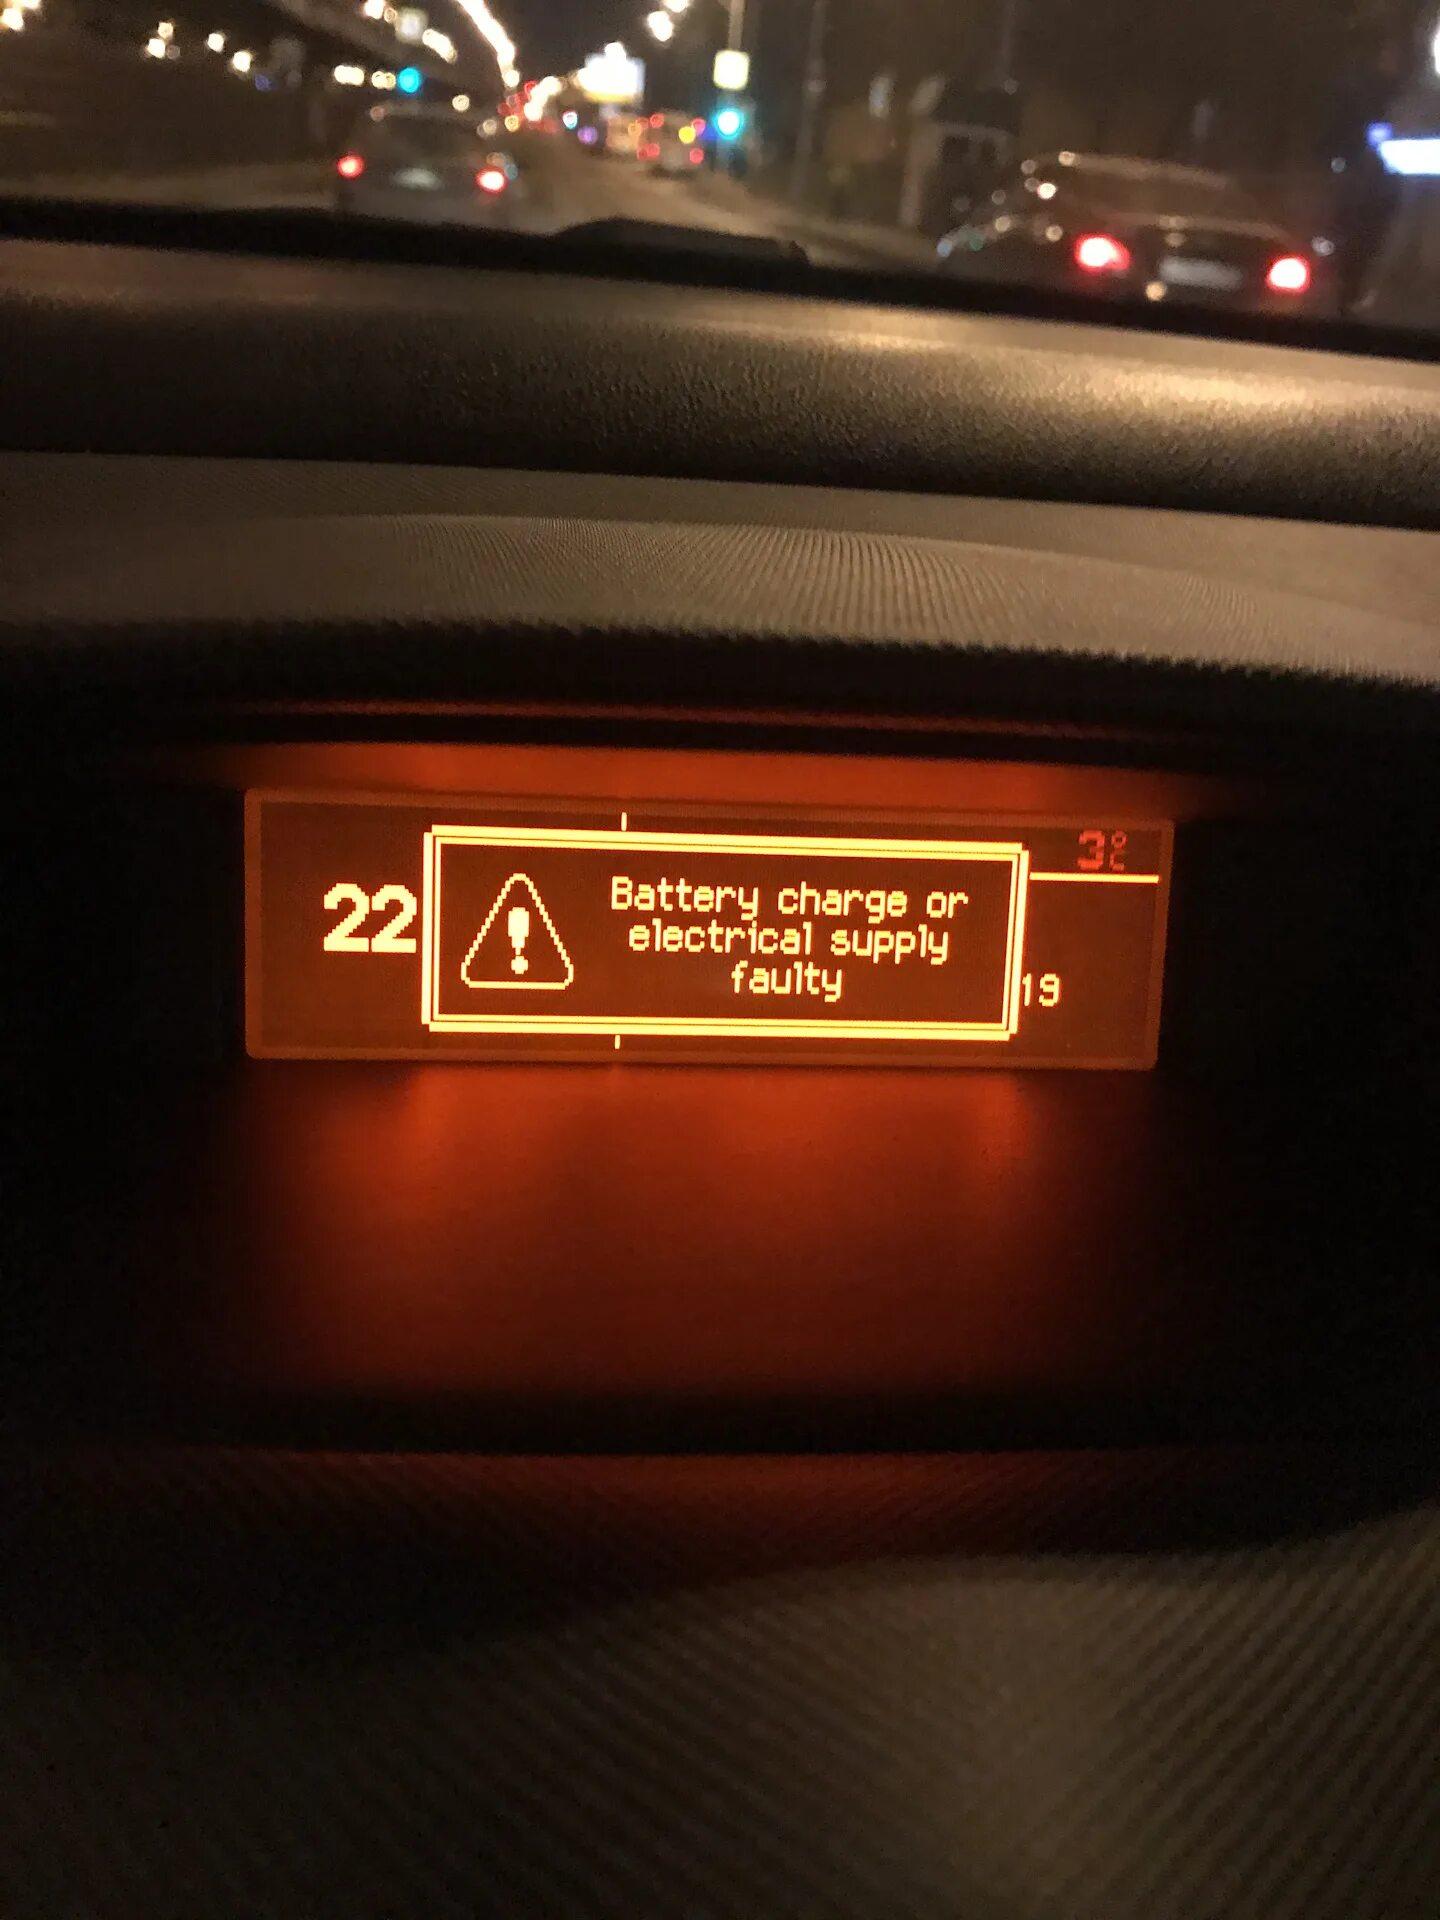 3°C
22
Battery charge or
electrical supply
faulty
19